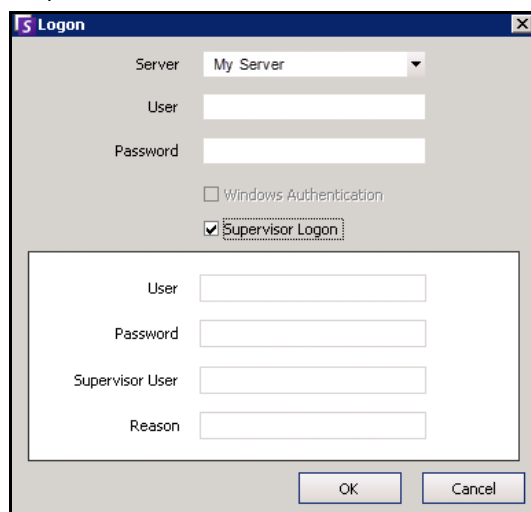 Logon
Server My Server
User
Password
Windows Authentication
Supervisor Logon
User
Password
Supervisor User
Reason
OK Cancel